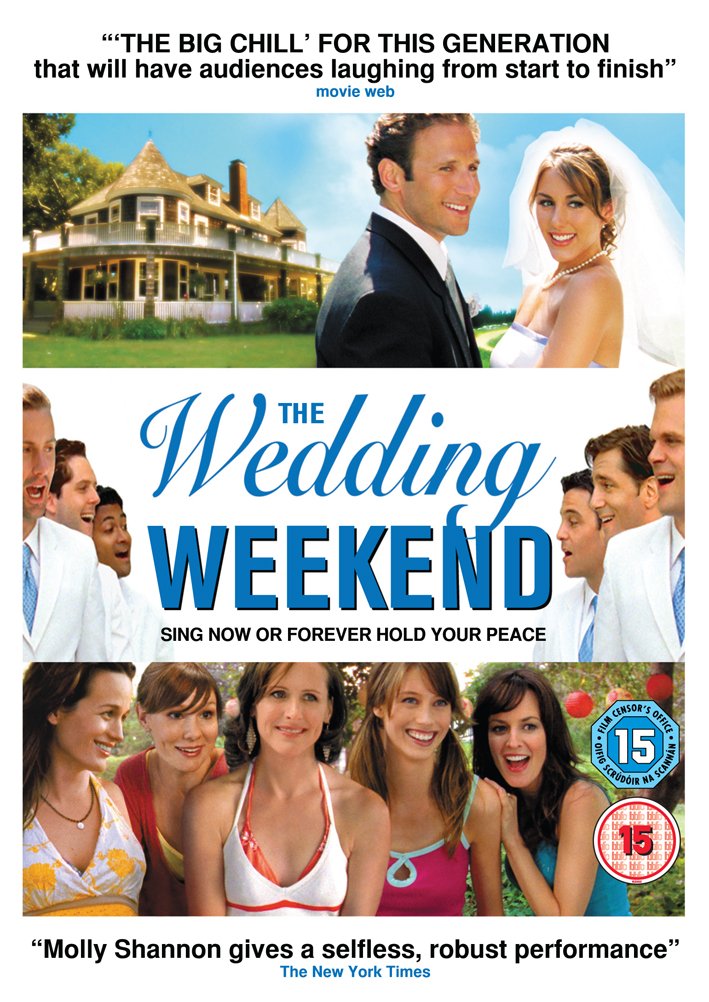 “‘THE BIG CHILL’ FOR THIS GENERATION
that will have audiences laughing from start to finish”
movie web
THE
Wedding
WEEKEND
SING NOW OR FOREVER HOLD YOUR PEACE
FILM CENSOR'S OFFICE
15
OIFIG SCRÚDÓIR NA SCANNÁN
15
“Molly Shannon gives a selfless, robust performance”
The New York Times